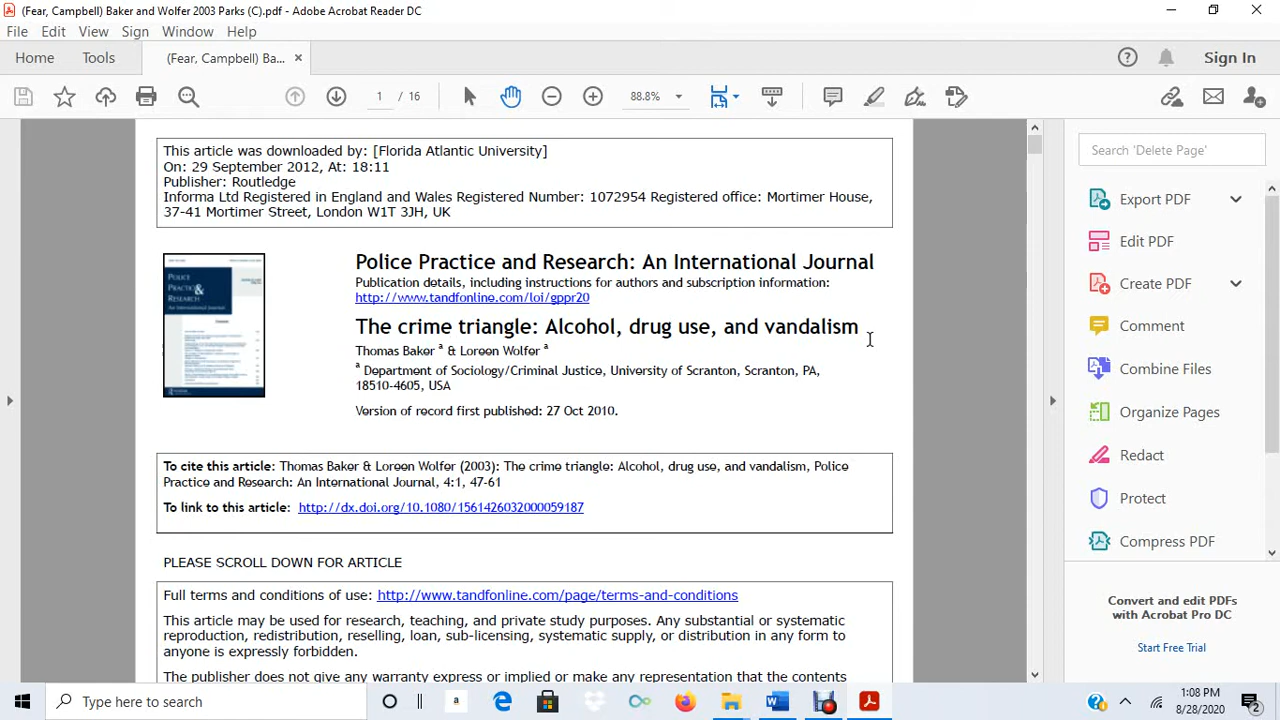 (Fear, Campbell) Baker and Wolfer 2003 Parks (C).pdf - Adobe Acrobat Reader DC
File Edit View Sign Window Help
Home Tools (Fear, Campbell) Ba... ×
Sign In
1 / 16 88.8%
This article was downloaded by: [Florida Atlantic University]
On: 29 September 2012, At: 18:11
Publisher: Routledge
Informa Ltd Registered in England and Wales Registered Number: 1072954 Registered office: Mortimer House,
37-41 Mortimer Street, London W1T 3JH, UK
POLICE
PRACTICE
&
RESEARCH
An International Journal
Police Practice and Research: An International Journal
Publication details, including instructions for authors and subscription information:
http://www.tandfonline.com/loi/gppr20
The crime triangle: Alcohol, drug use, and vandalism
Thomas Baker a & Loreen Wolfer a
a Department of Sociology/Criminal Justice, University of Scranton, Scranton, PA,
18510-4605, USA
Version of record first published: 27 Oct 2010.
To cite this article: Thomas Baker & Loreen Wolfer (2003): The crime triangle: Alcohol, drug use, and vandalism, Police
Practice and Research: An International Journal, 4:1, 47-61
To link to this article: http://dx.doi.org/10.1080/1561426032000059187
PLEASE SCROLL DOWN FOR ARTICLE
Full terms and conditions of use: http://www.tandfonline.com/page/terms-and-conditions
This article may be used for research, teaching, and private study purposes. Any substantial or systematic
reproduction, redistribution, reselling, loan, sub-licensing, systematic supply, or distribution in any form to
anyone is expressly forbidden.
The publisher does not give any warranty express or implied or make any representation that the contents
Search 'Delete Page'
Export PDF
Edit PDF
Create PDF
Comment
Combine Files
Organize Pages
Redact
Protect
Compress PDF
Convert and edit PDFs
with Acrobat Pro DC
Start Free Trial
Type here to search
1:08 PM
8/28/2020
2